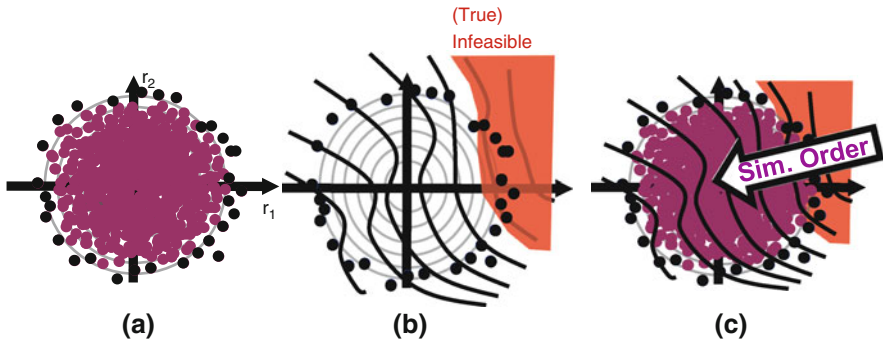 (True)
Infeasible
r2
r1
Sim. Order
(a)
(b)
(c)